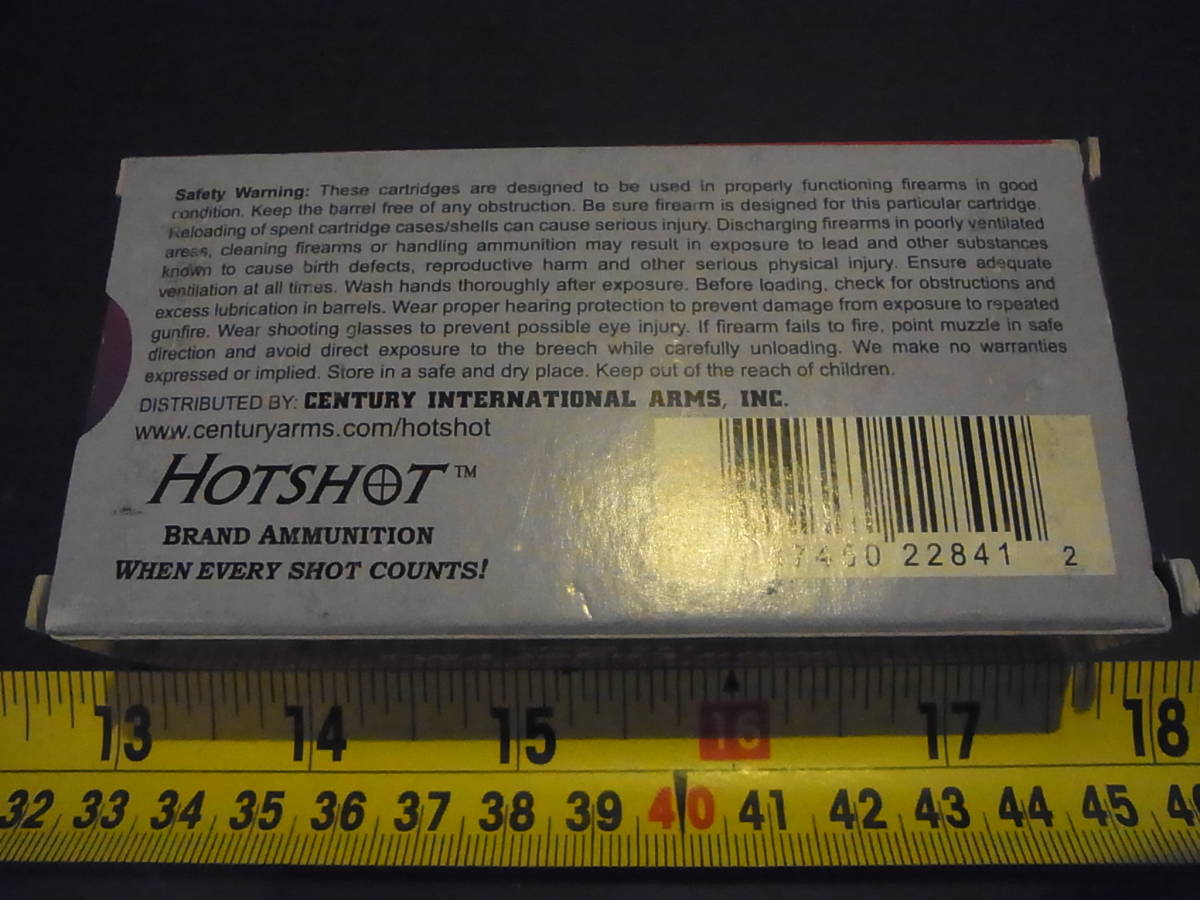 Safety Warning: These cartridges are designed to be used in properly functioning firearms in good
condition. Keep the barrel free of any obstruction. Be sure firearm is designed for this particular cartridge.
Reloading of spent cartridge cases/shells can cause serious injury. Discharging firearms in poorly ventilated
areas, cleaning firearms or handling ammunition may result in exposure to lead and other substances
known to cause birth defects, reproductive harm and other serious physical injury. Ensure adequate
ventilation at all times. Wash hands thoroughly after exposure. Before loading, check for obstructions and
excess lubrication in barrels. Wear proper hearing protection to prevent damage from exposure to repeated
gunfire. Wear shooting glasses to prevent possible eye injury. If firearm fails to fire, point muzzle in safe
direction and avoid direct exposure to the breech while carefully unloading. We make no warranties
expressed or implied. Store in a safe and dry place. Keep out of the reach of children.
DISTRIBUTED BY: CENTURY INTERNATIONAL ARMS, INC.
www.centuryarms.com/hotshot
HOTSHOT™
BRAND AMMUNITION
WHEN EVERY SHOT COUNTS!
22841 2
13 14 15 16 17 18
32 33 34 35 36 37 38 39 40 41 42 43 44 45